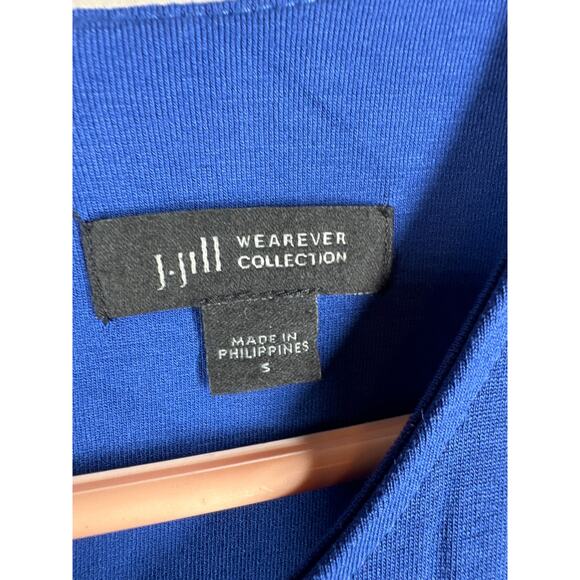 J.Jill WEAREVER
COLLECTION
MADE IN
PHILIPPINES
S